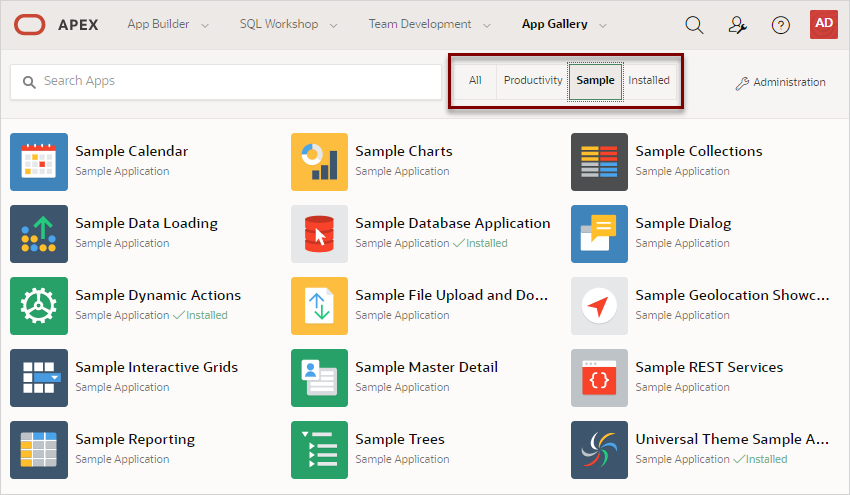 APEX App Builder SQL Workshop Team Development App Gallery ? AD
Search Apps All Productivity Sample Installed Administration
Sample Calendar Sample Charts Sample Collections
Sample Application Sample Application Sample Application
Sample Data Loading Sample Database Application Sample Dialog
Sample Application Sample Application Installed Sample Application
Sample Dynamic Actions Sample File Upload and Do... Sample Geolocation Showc...
Sample Application Installed Sample Application Sample Application
Sample Interactive Grids Sample Master Detail Sample REST Services
Sample Application Sample Application Sample Application
Sample Reporting Sample Trees Universal Theme Sample A...
Sample Application Sample Application Sample Application Installed